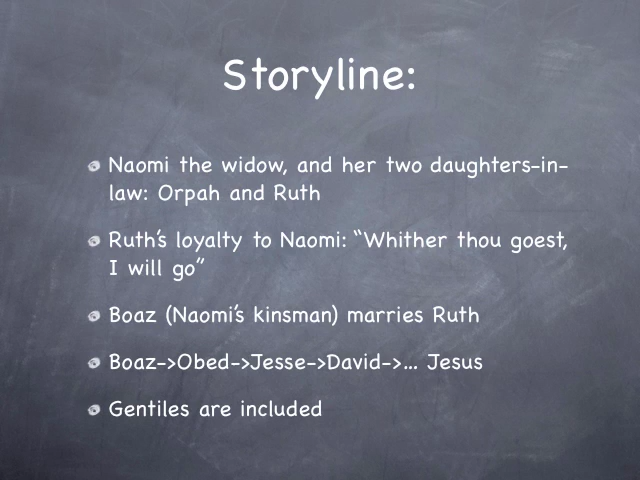 Storyline:
Naomi the widow, and her two daughters-in-
law: Orpah and Ruth
Ruth's loyalty to Naomi: "Whither thou goest,
I will go"
Boaz (Naomi's kinsman) marries Ruth
Boaz->Obed->Jesse->David->... Jesus
Gentiles are included